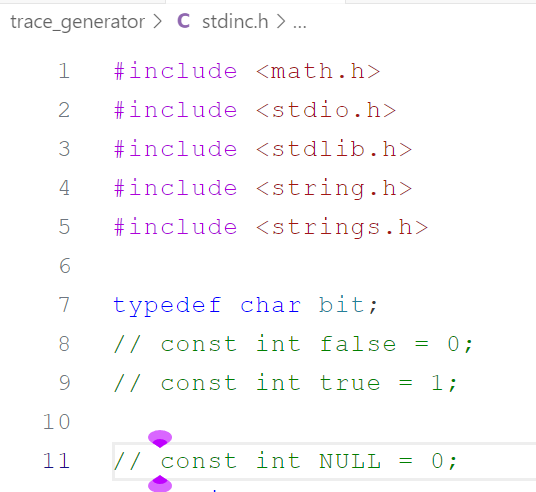 trace_generator > C stdinc.h > ...
1 #include <math.h>
2 #include <stdio.h>
3 #include <stdlib.h>
4 #include <string.h>
5 #include <strings.h>
6
7 typedef char bit;
8 // const int false = 0;
9 // const int true = 1;
10
11 // const int NULL = 0;